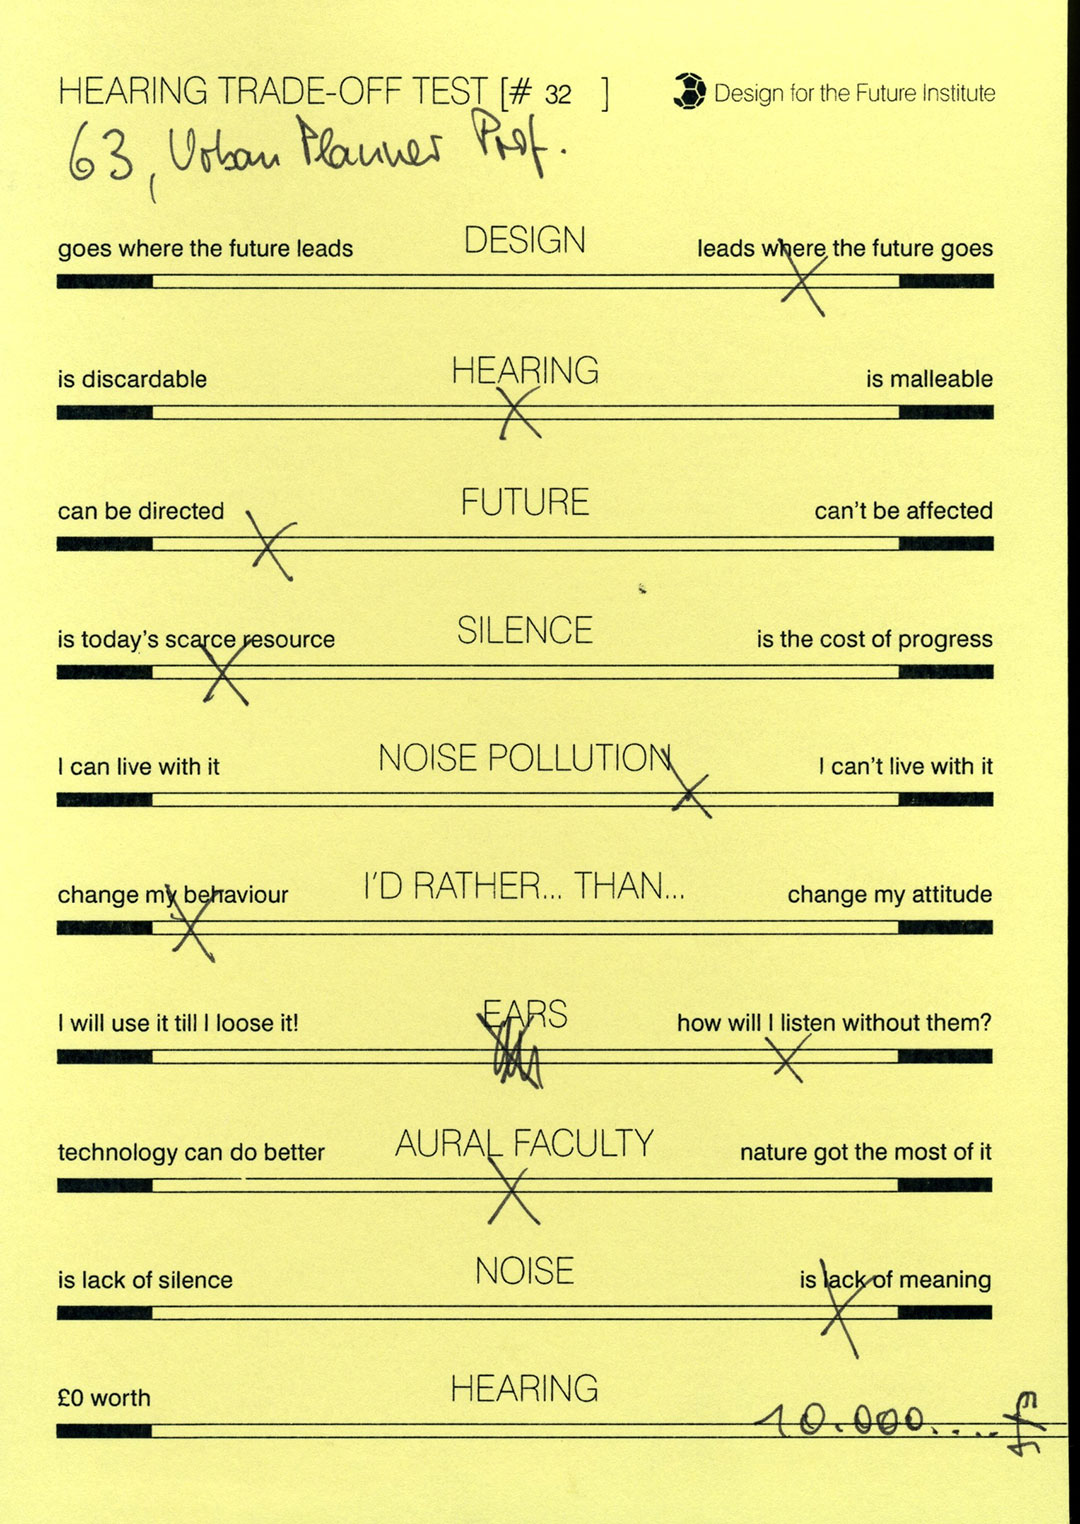 HEARING TRADE-OFF TEST [# 32 ]
Design for the Future Institute
63, Urban Planner Prof.
DESIGN
goes where the future leads
leads where the future goes
HEARING
is discardable
is malleable
FUTURE
can be directed
can't be affected
SILENCE
is today's scarce resource
is the cost of progress
NOISE POLLUTION
I can live with it
I can't live with it
I'D RATHER... THAN...
change my behaviour
change my attitude
EARS
I will use it till I loose it!
how will I listen without them?
AURAL FACULTY
technology can do better
nature got the most of it
NOISE
is lack of silence
is lack of meaning
HEARING
£0 worth
10.000.... £